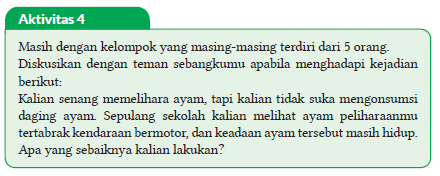 Aktivitas 4
Masih dengan kelompok yang masing-masing terdiri dari 5 orang.
Diskusikan dengan teman sebangkumu apabila menghadapi kejadian
berikut:
Kalian senang memelihara ayam, tapi kalian tidak suka mengonsumsi
daging ayam. Sepulang sekolah kalian melihat ayam peliharaanmu
tertabrak kendaraan bermotor, dan keadaan ayam tersebut masih hidup.
Apa yang sebaiknya kalian lakukan?